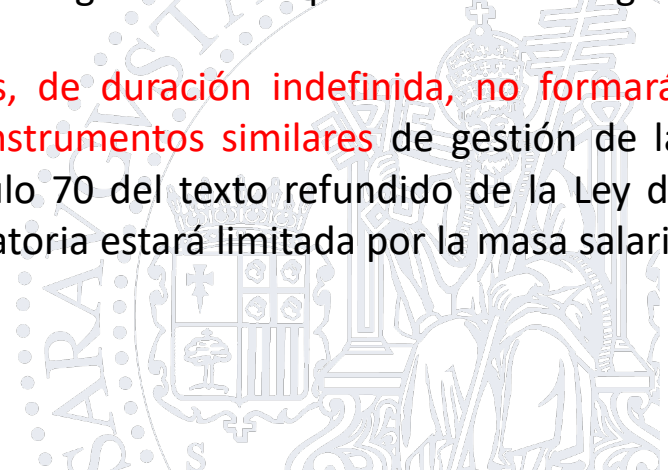 s, de duración indefinida, no formará
nstrumentos similares de gestión de la
ulo 70 del texto refundido de la Ley d
atoria estará limitada por la masa salari
SARAVGVSTA
S